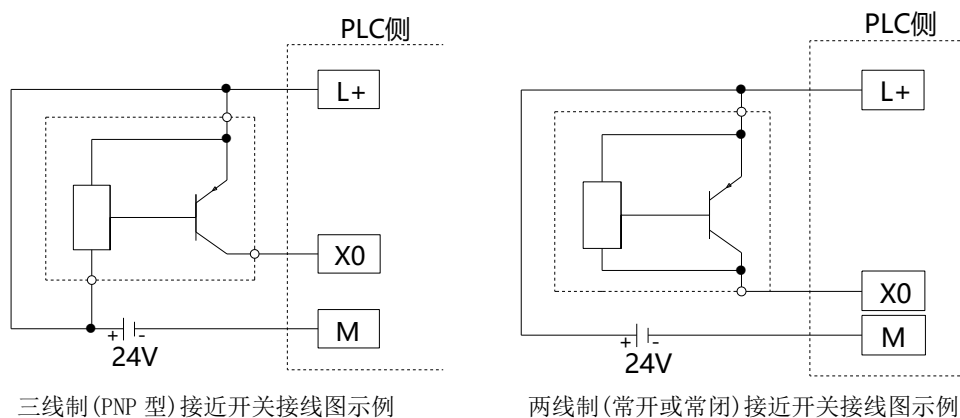 PLC侧
L+
X0
M
+ -
24V
三线制(PNP 型)接近开关接线图示例
PLC侧
L+
X0
M
+ -
24V
两线制(常开或常闭)接近开关接线图示例